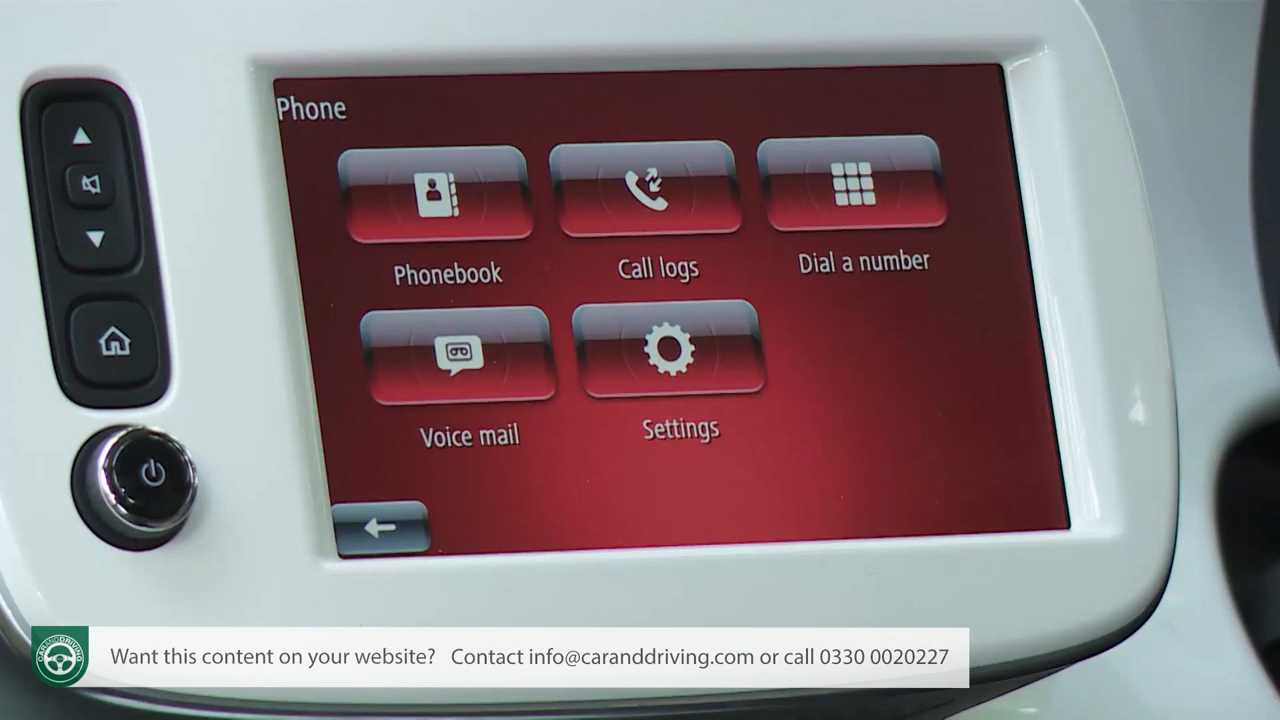 Phone
Phonebook
Call logs
Dial a number
Voice mail
Settings
CARANDDRIVING
Want this content on your website? Contact info@caranddriving.com or call 0330 0020227